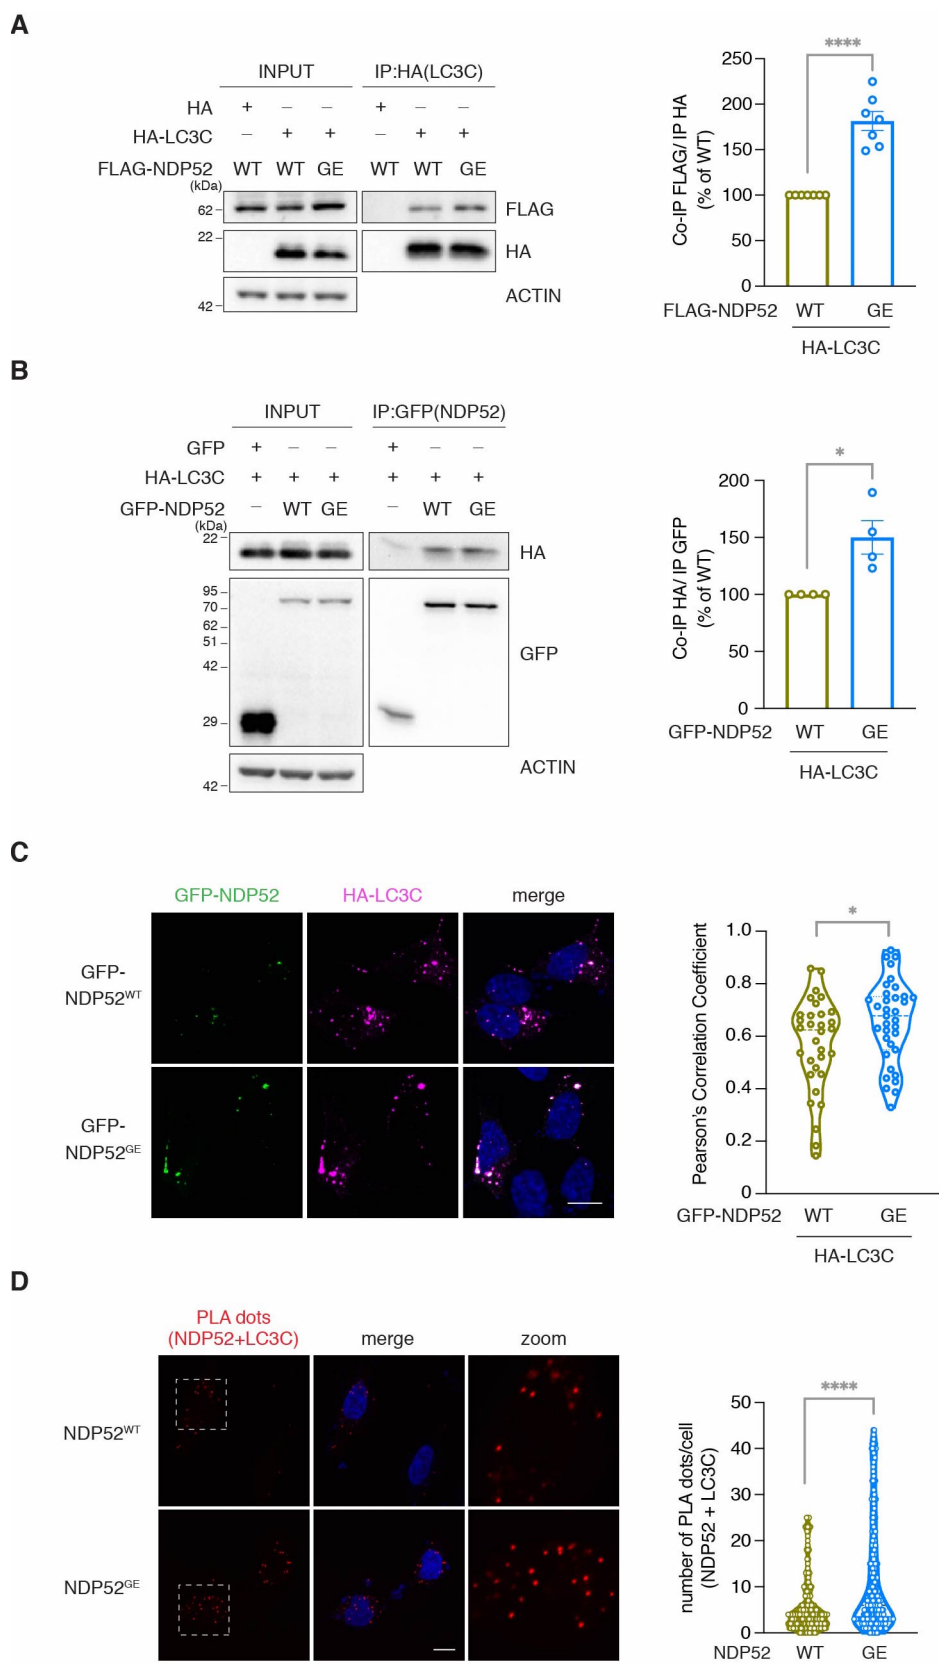 A
INPUT IP:HA(LC3C)
HA + – – + – –
HA-LC3C – + + – + +
FLAG-NDP52 WT WT GE WT WT GE
(kDa)
62 FLAG
22 HA
42 ACTIN
Co-IP FLAG/ IP HA
(% of WT)
250
200
150
100
50
0
****
FLAG-NDP52 WT GE
HA-LC3C
B
INPUT IP:GFP(NDP52)
GFP + – – + – –
HA-LC3C + + + + + +
GFP-NDP52 – WT GE – WT GE
(kDa)
22 HA
95
70
62
51
42
29
GFP
42 ACTIN
Co-IP HA/ IP GFP
(% of WT)
200
150
100
50
0
*
GFP-NDP52 WT GE
HA-LC3C
C
GFP-NDP52 HA-LC3C merge
GFP-
NDP52WT
GFP-
NDP52GE
Pearson's Correlation Coefficient
1.0
0.8
0.6
0.4
0.2
0
*
GFP-NDP52 WT GE
HA-LC3C
D
PLA dots
(NDP52+LC3C) merge zoom
NDP52WT
NDP52GE
number of PLA dots/cell
(NDP52 + LC3C)
50
40
30
20
10
0
****
NDP52 WT GE